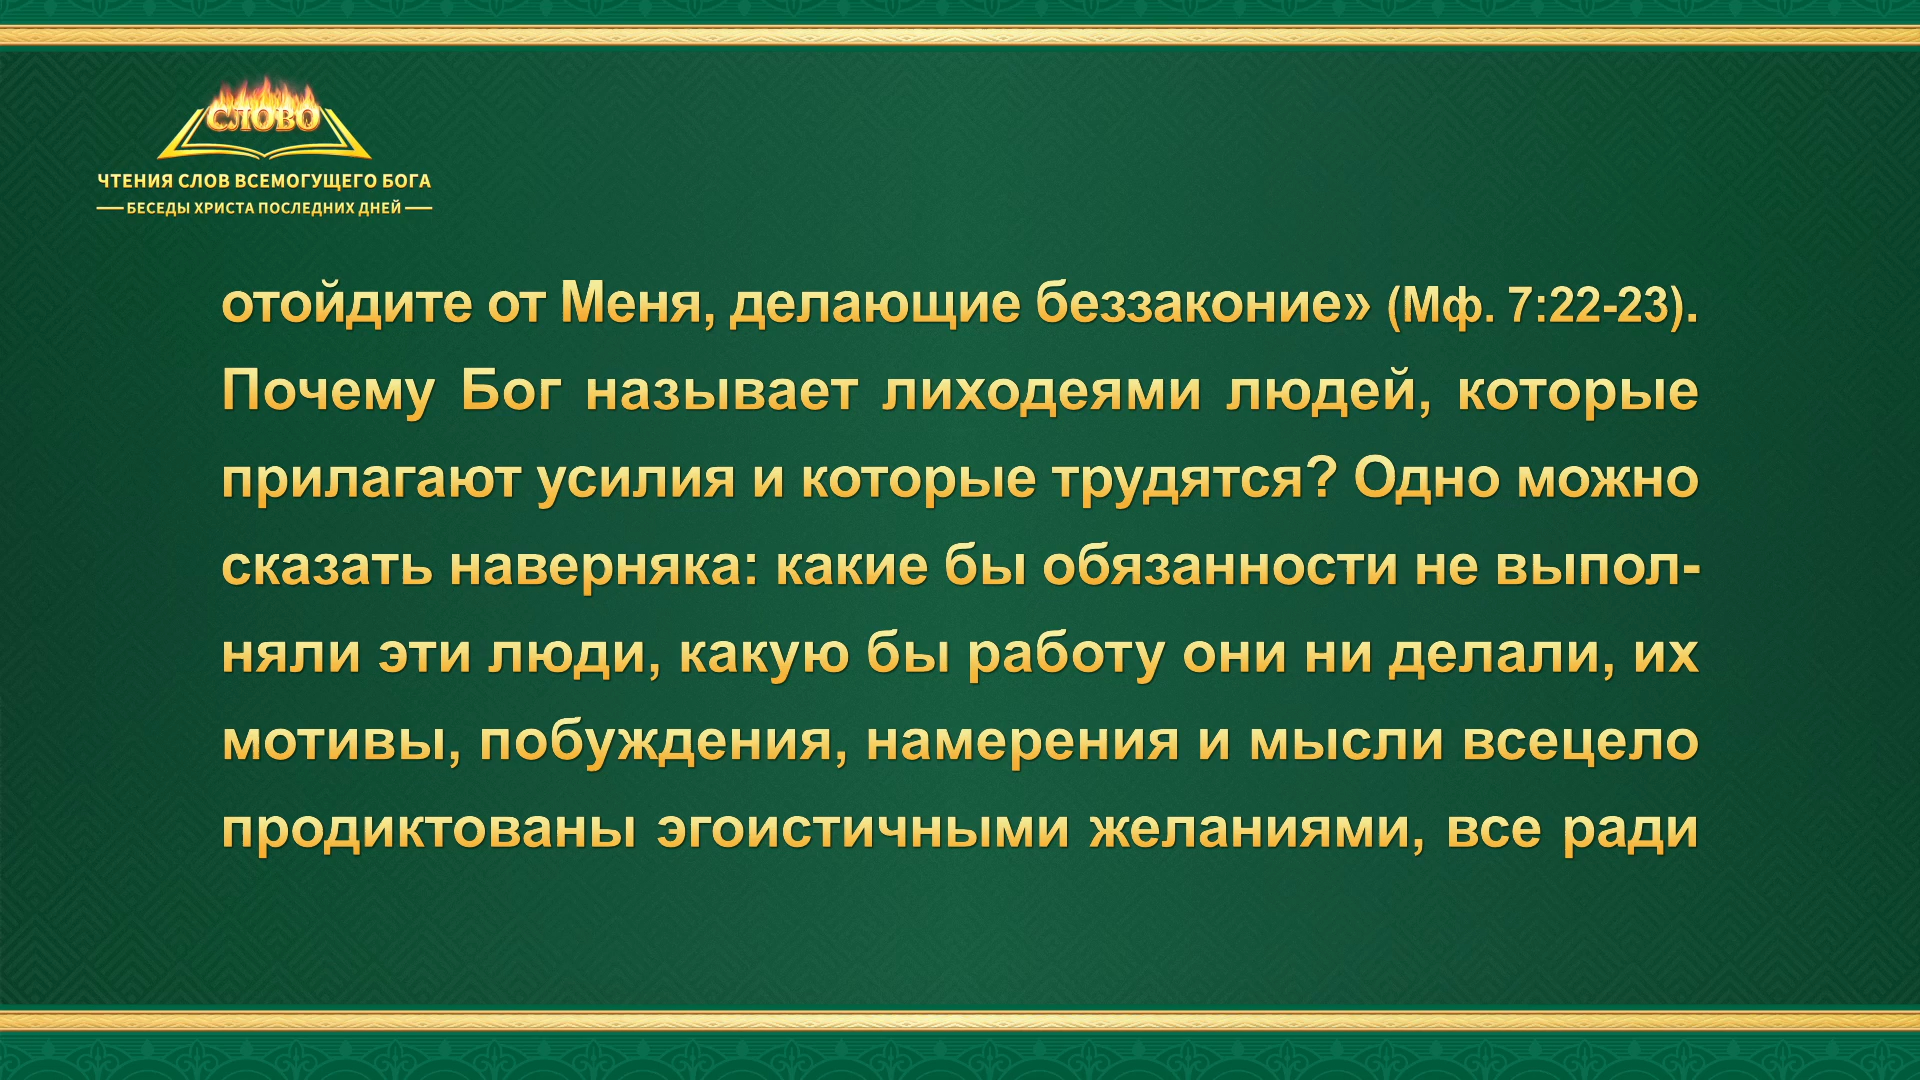 СЛОВО
ЧТЕНИЯ СЛОВ ВСЕМОГУЩЕГО БОГА
БЕСЕДЫ ХРИСТА ПОСЛЕДНИХ ДНЕЙ
отойдите от Меня, делающие беззаконие» (Мф. 7:22-23).
Почему Бог называет лиходеями людей, которые
прилагают усилия и которые трудятся? Одно можно
сказать наверняка: какие бы обязанности не выпол-
няли эти люди, какую бы работу они ни делали, их
мотивы, побуждения, намерения и мысли всецело
продиктованы эгоистичными желаниями, все ради